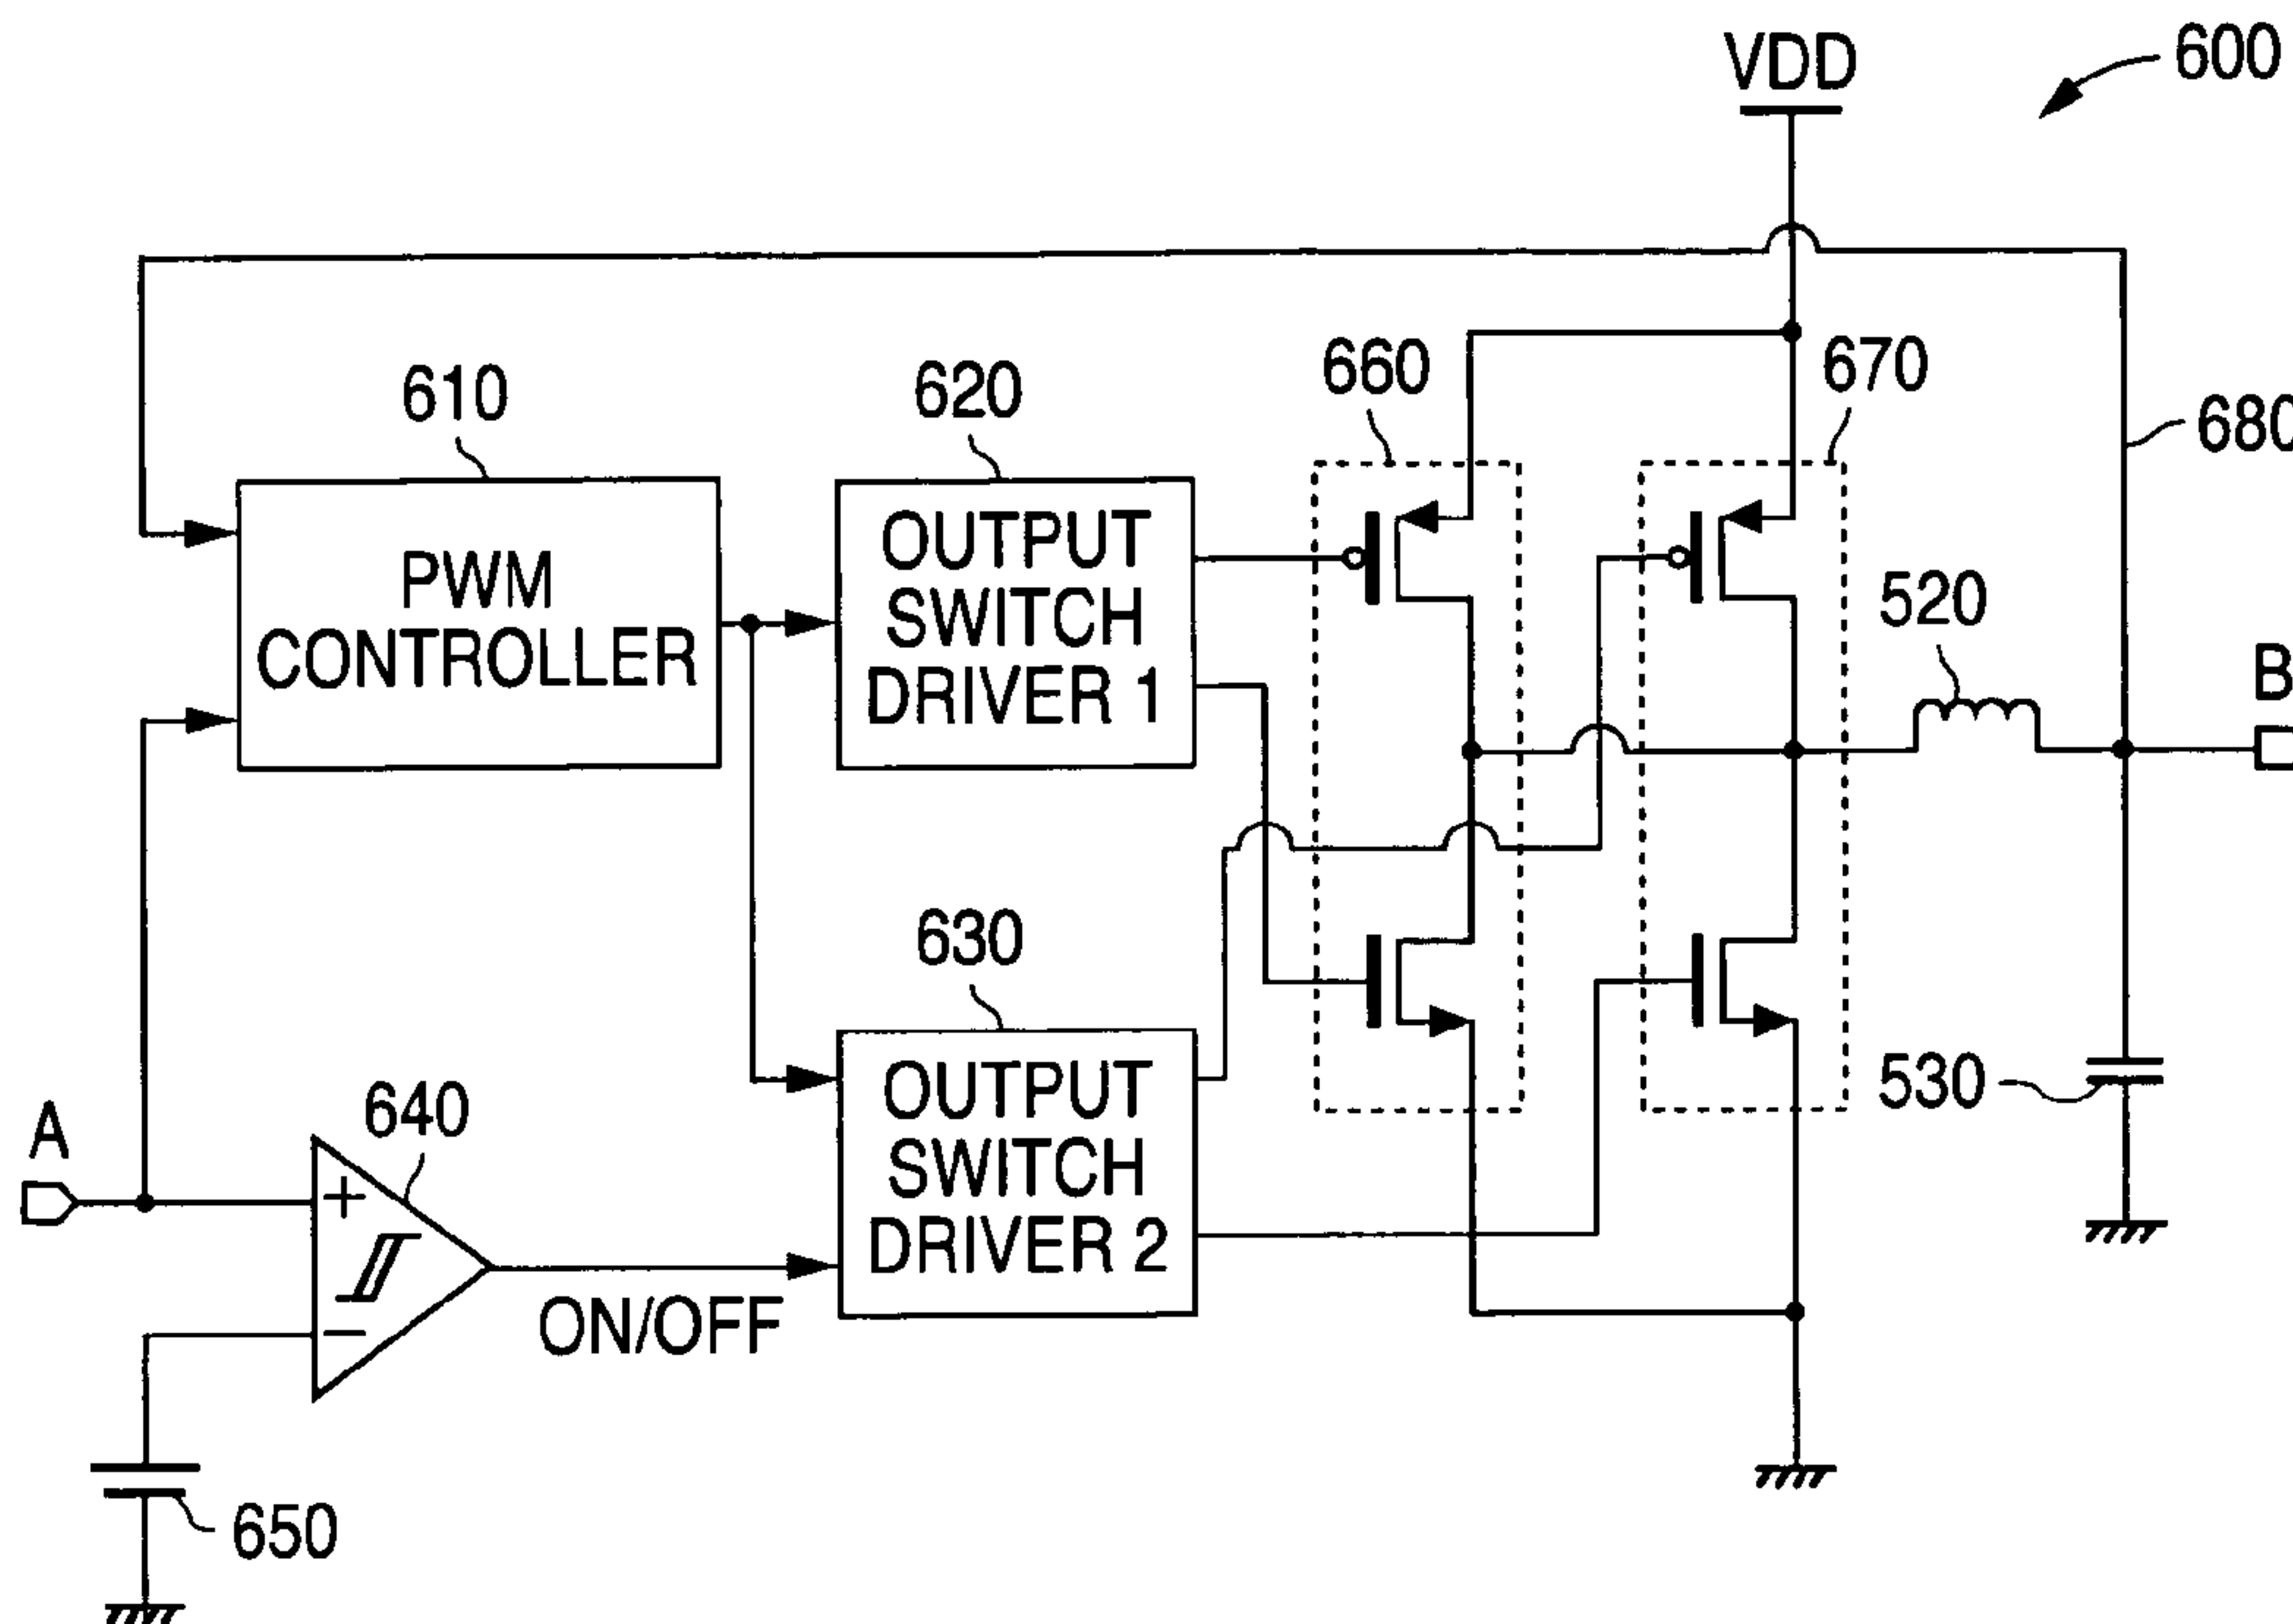 VDD
600
660
670
610
620
680
PWM
CONTROLLER
OUTPUT
SWITCH
DRIVER 1
520
B
630
640
530
A
OUTPUT
SWITCH
DRIVER 2
+
−
ON/OFF
650